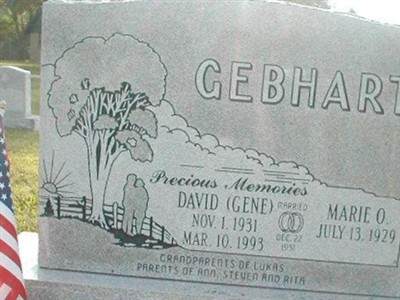 GEBHART
Precious Memories
DAVID (GENE)
NOV. 1, 1931
MAR. 10, 1993
MARRIED
DEC. 22
1951
MARIE O.
JULY 13, 1929
GRANDPARENTS OF LUKAS
PARENTS OF ANN, STEVEN AND RITA